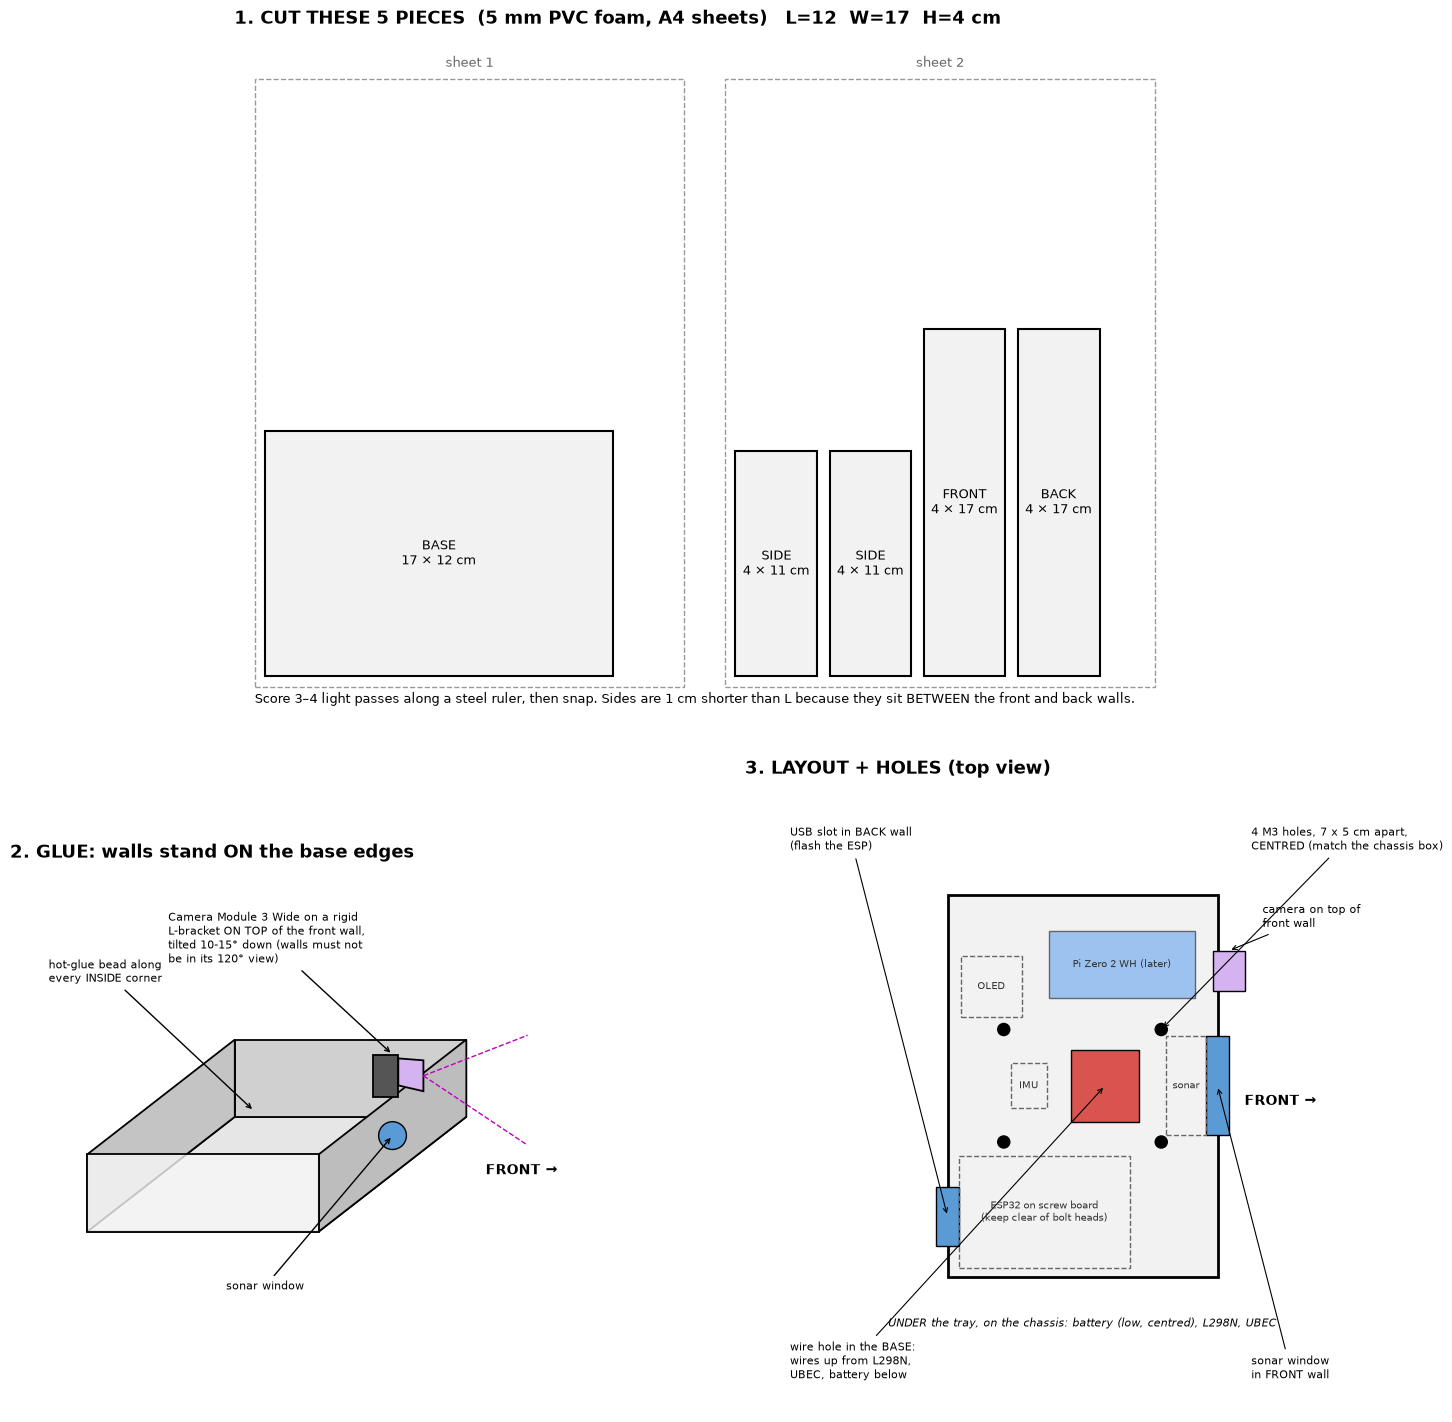 1. CUT THESE 5 PIECES  (5 mm PVC foam, A4 sheets)   L=12  W=17  H=4 cm
sheet 1
sheet 2
BASE
17 × 12 cm
SIDE
4 × 11 cm
SIDE
4 × 11 cm
FRONT
4 × 17 cm
BACK
4 × 17 cm
Score 3–4 light passes along a steel ruler, then snap. Sides are 1 cm shorter than L because they sit BETWEEN the front and back walls.
2. GLUE: walls stand ON the base edges
Camera Module 3 Wide on a rigid
L-bracket ON TOP of the front wall,
tilted 10-15° down (walls must not
be in its 120° view)
hot-glue bead along
every INSIDE corner
FRONT →
sonar window
3. LAYOUT + HOLES (top view)
USB slot in BACK wall
(flash the ESP)
4 M3 holes, 7 x 5 cm apart,
CENTRED (match the chassis box)
camera on top of
front wall
Pi Zero 2 WH (later)
OLED
IMU
sonar
FRONT →
ESP32 on screw board
(keep clear of bolt heads)
UNDER the tray, on the chassis: battery (low, centred), L298N, UBEC
wire hole in the BASE:
wires up from L298N,
UBEC, battery below
sonar window
in FRONT wall